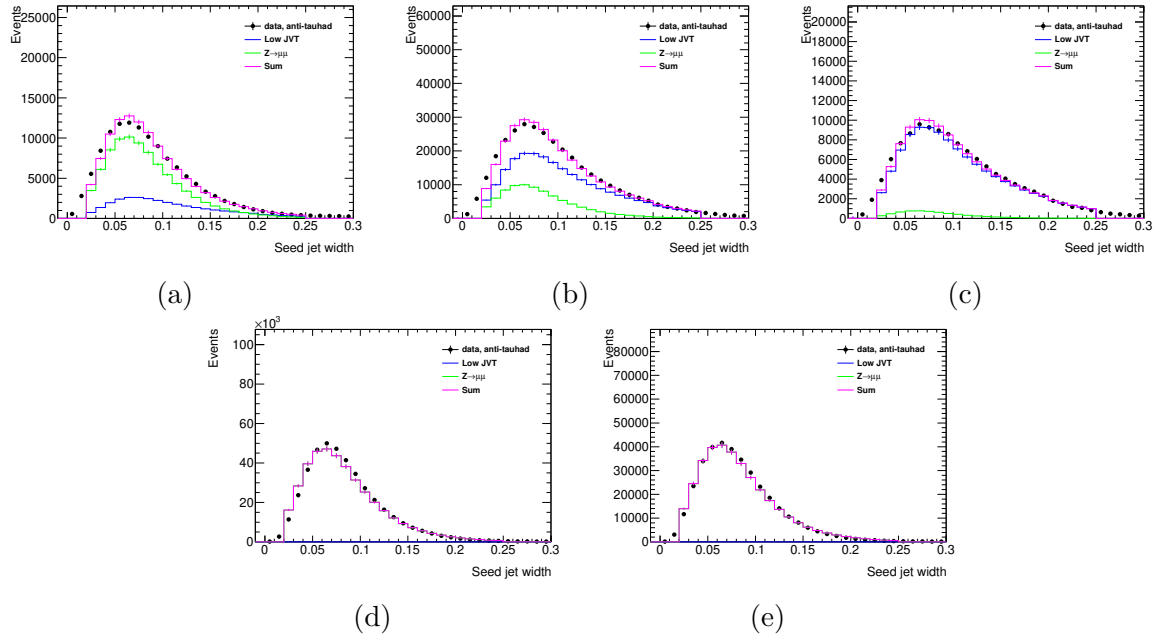 Events
25000
20000
15000
10000
5000
0
data, anti-tauhad
Low JVT
Z→μμ
Sum
0 0.05 0.1 0.15 0.2 0.25 0.3
Seed jet width
(a)
Events
60000
50000
40000
30000
20000
10000
0
data, anti-tauhad
Low JVT
Z→μμ
Sum
0 0.05 0.1 0.15 0.2 0.25 0.3
Seed jet width
(b)
Events
20000
18000
16000
14000
12000
10000
8000
6000
4000
2000
0
data, anti-tauhad
Low JVT
Z→μμ
Sum
0 0.05 0.1 0.15 0.2 0.25 0.3
Seed jet width
(c)
×10³
Events
100
80
60
40
20
0
data, anti-tauhad
Low JVT
Z→μμ
Sum
0 0.05 0.1 0.15 0.2 0.25 0.3
Seed jet width
(d)
Events
80000
70000
60000
50000
40000
30000
20000
10000
0
data, anti-tauhad
Low JVT
Z→μμ
Sum
0 0.05 0.1 0.15 0.2 0.25 0.3
Seed jet width
(e)